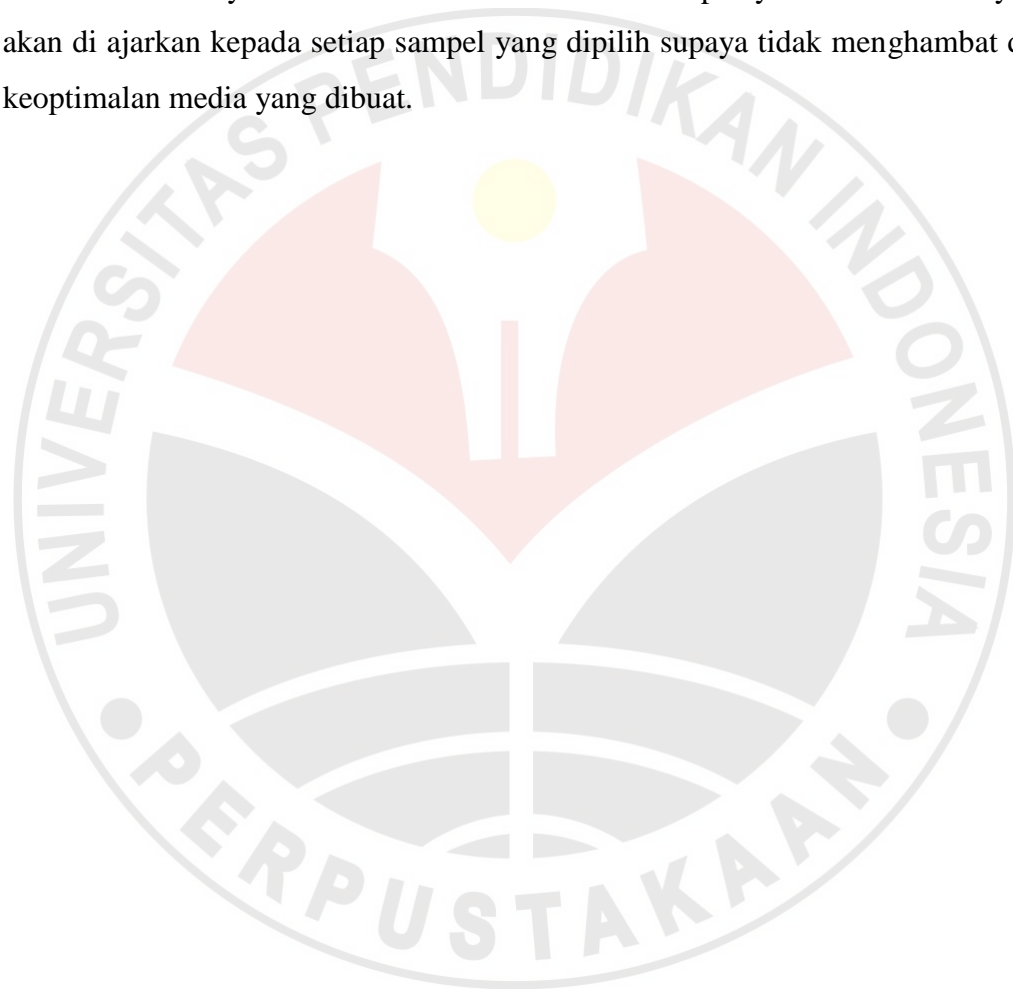 akan di ajarkan kepada setiap sampel yang dipilih supaya tidak menghambat
keoptimalan media yang dibuat.
UNIVERSITAS PENDIDIKAN INDONESIA
PERPUSTAKAAN